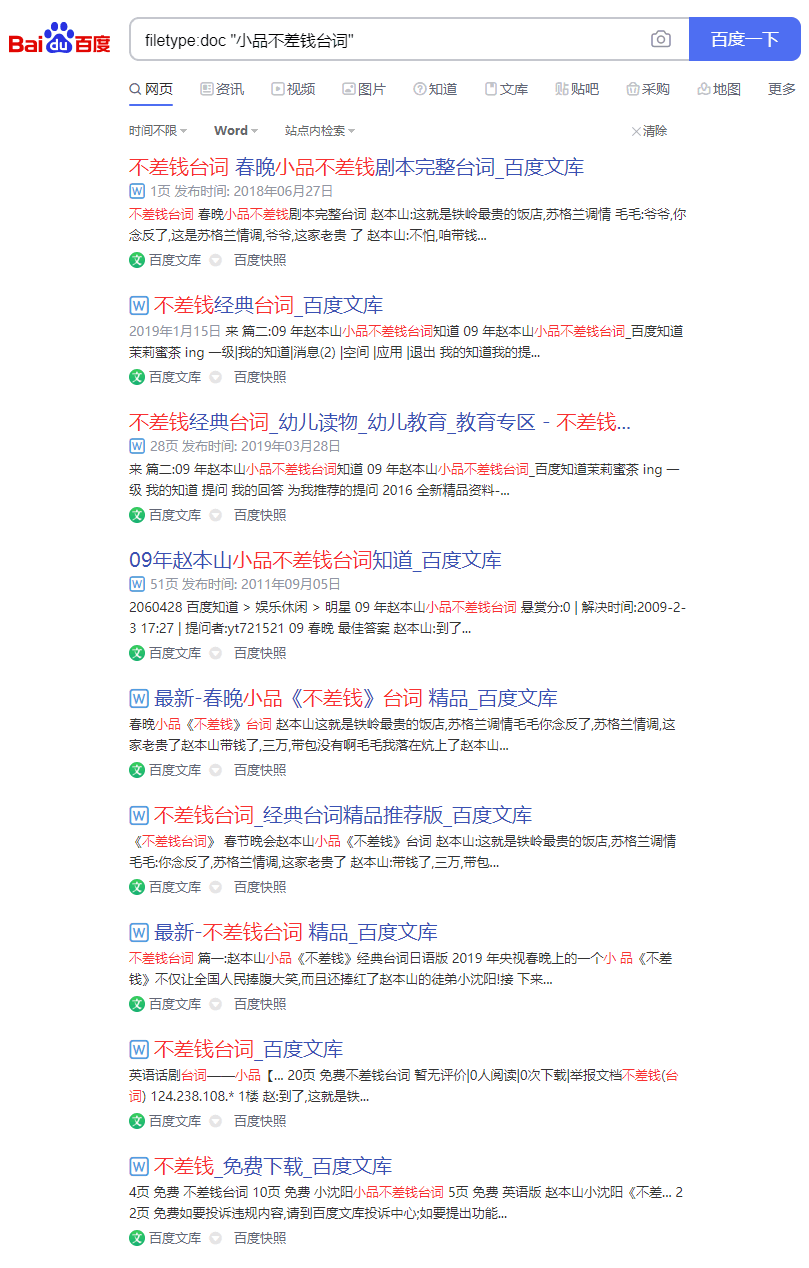 Bai du 百度
filetype:doc "小品不差钱台词"
百度一下
网页 资讯 视频 图片 知道 文库 贴吧 采购 地图 更多
时间不限 Word 站点内检索 清除
不差钱台词 春晚小品不差钱剧本完整台词_百度文库
W 1页 发布时间: 2018年06月27日
不差钱台词 春晚小品不差钱剧本完整台词 赵本山:这就是铁岭最贵的饭店,苏格兰调情 毛毛:爷爷,你
念反了,这是苏格兰情调,爷爷,这家老贵 了 赵本山:不怕,咱带钱...
文 百度文库 百度快照
W 不差钱经典台词_百度文库
2019年1月15日 来 篇二:09 年赵本山小品不差钱台词知道 09 年赵本山小品不差钱台词_百度知道
茉莉蜜茶 ing 一级|我的知道|消息(2) |空间 |应用 |退出 我的知道我的提...
文 百度文库 百度快照
不差钱经典台词_幼儿读物_幼儿教育_教育专区 - 不差钱...
W 28页 发布时间: 2019年03月28日
来 篇二:09 年赵本山小品不差钱台词知道 09 年赵本山小品不差钱台词_百度知道茉莉蜜茶 ing 一
级 我的知道 提问 我的回答 为我推荐的提问 2016 全新精品资料-...
文 百度文库 百度快照
09年赵本山小品不差钱台词知道_百度文库
W 51页 发布时间: 2011年09月05日
2060428 百度知道 > 娱乐休闲 > 明星 09 年赵本山小品不差钱台词 悬赏分:0 | 解决时间:2009-2-
3 17:27 | 提问者:yt721521 09 春晚 最佳答案 赵本山:到了...
文 百度文库 百度快照
W 最新-春晚小品《不差钱》台词 精品_百度文库
春晚小品《不差钱》台词 赵本山这就是铁岭最贵的饭店,苏格兰调情毛毛你念反了,苏格兰情调,这
家老贵了赵本山带钱了,三万,带包没有啊毛毛我落在炕上了赵本山...
文 百度文库 百度快照
W 不差钱台词_经典台词精品推荐版_百度文库
《不差钱台词》 春节晚会赵本山小品《不差钱》台词 赵本山:这就是铁岭最贵的饭店,苏格兰调情
毛毛:你念反了,苏格兰情调,这家老贵了 赵本山:带钱了,三万,带包...
文 百度文库 百度快照
W 最新-不差钱台词 精品_百度文库
不差钱台词 篇一:赵本山小品《不差钱》经典台词日语版 2019 年央视春晚上的一个小 品《不差
钱》不仅让全国人民捧腹大笑,而且还捧红了赵本山的徒弟小沈阳!接 下来...
文 百度文库 百度快照
W 不差钱台词_百度文库
英语话剧台词——小品【... 20页 免费不差钱台词 暂无评价|0人阅读|0次下载|举报文档不差钱(台
词) 124.238.108.* 1楼 赵:到了,这就是铁...
文 百度文库 百度快照
W 不差钱_免费下载_百度文库
4页 免费 不差钱台词 10页 免费 小沈阳小品不差钱台词 5页 免费 英语版 赵本山小沈阳《不差... 2
2页 免费如要投诉违规内容,请到百度文库投诉中心;如要提出功能...
文 百度文库 百度快照